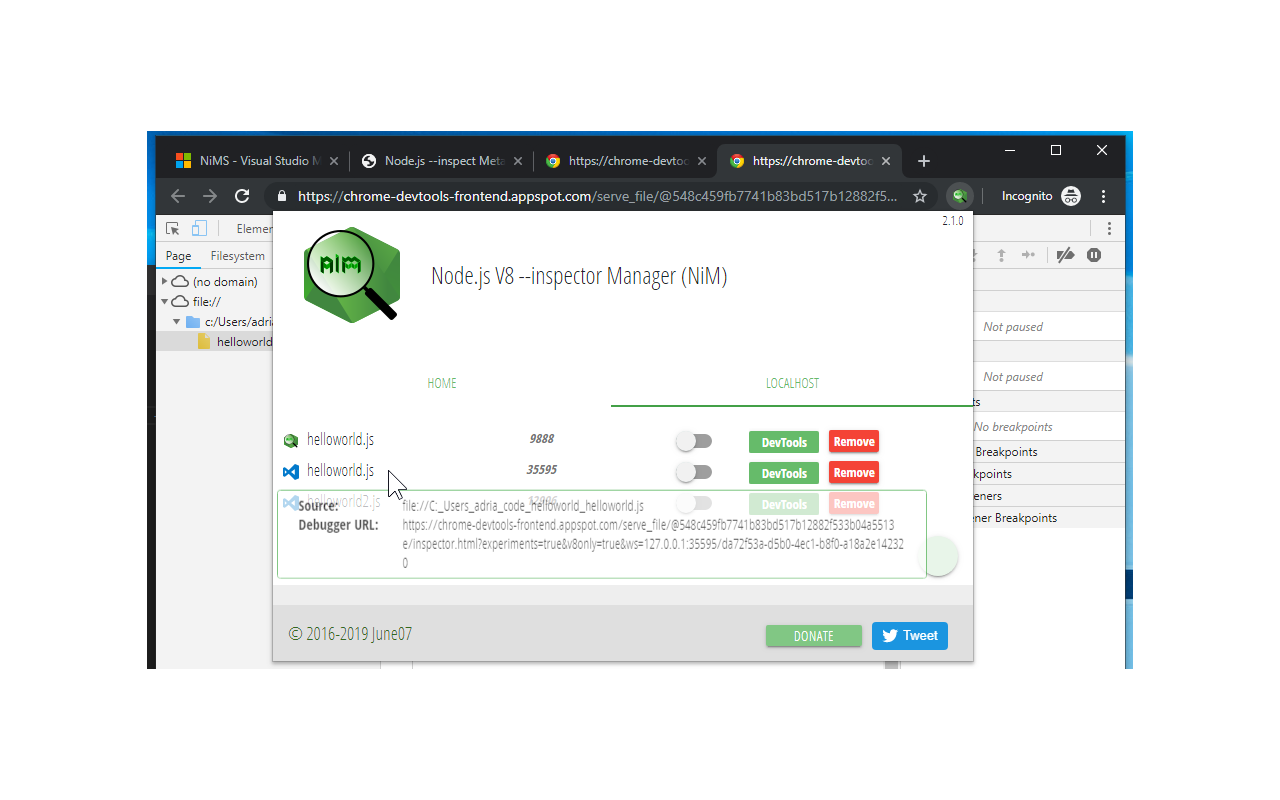 NiMS - Visual Studio M
Node.js --inspect Meta
https://chrome-devtoo
https://chrome-devtoo
https://chrome-devtools-frontend.appspot.com/serve_file/@548c459fb7741b83bd517b12882f5...
Incognito
Elemen
2.1.0
Page
Filesystem
NiM
Node.js V8 --inspector Manager (NiM)
(no domain)
file://
c:/Users/adria
helloworld
Not paused
Not paused
HOME
LOCALHOST
ts
No breakpoints
helloworld.js
9888
DevTools
Remove
Breakpoints
helloworld.js
35595
DevTools
Remove
kpoints
eners
helloworld2.js
DevTools
Remove
ner Breakpoints
Source:
file://C:_Users_adria_code_helloworld_helloworld.js
Debugger URL:
https://chrome-devtools-frontend.appspot.com/serve_file/@548c459fb7741b83bd517b12882f533b04a5513
e/inspector.html?experiments=true&v8only=true&ws=127.0.0.1:35595/da72f53a-d5b0-4ec1-b8f0-a18a2e14232
0
© 2016-2019 June07
DONATE
Tweet